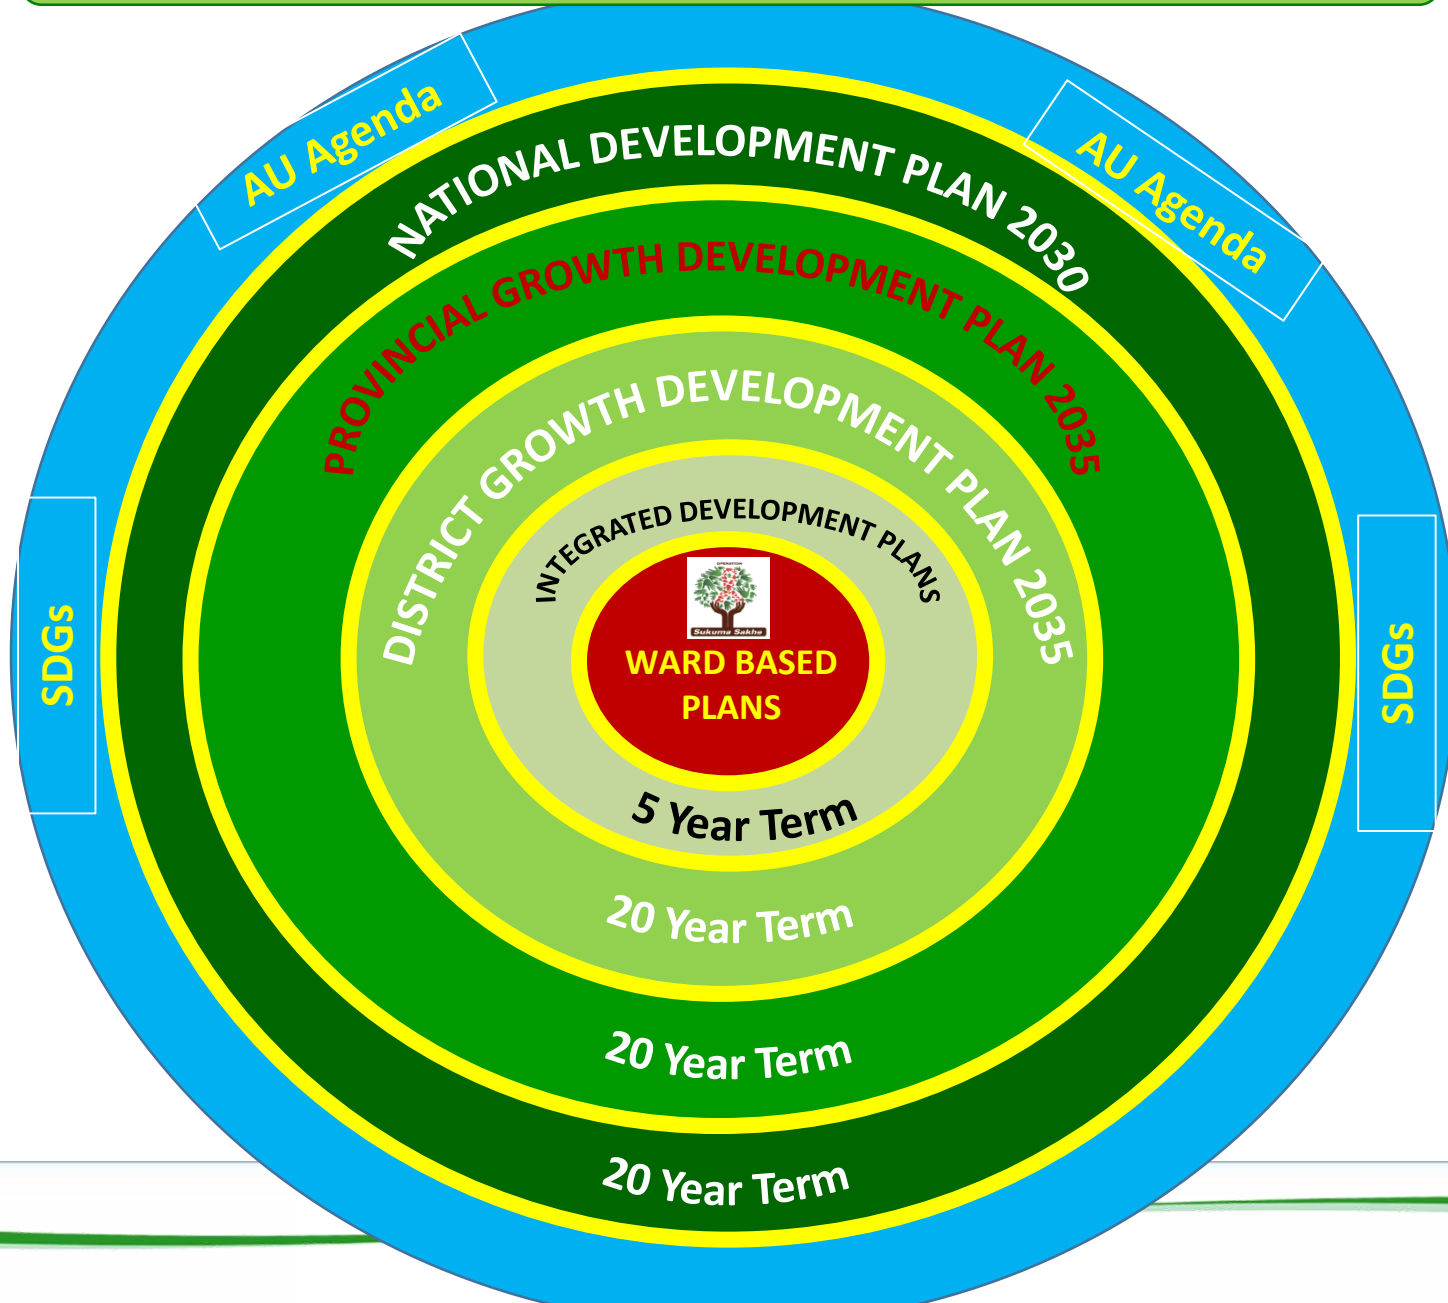 AU Agenda
AU Agenda
NATIONAL DEVELOPMENT PLAN 2030
PROVINCIAL GROWTH DEVELOPMENT PLAN 2035
DISTRICT GROWTH DEVELOPMENT PLAN 2035
INTEGRATED DEVELOPMENT PLANS
OPERATION
Sukuma Sakhe
WARD BASED
PLANS
SDGs
SDGs
5 Year Term
20 Year Term
20 Year Term
20 Year Term